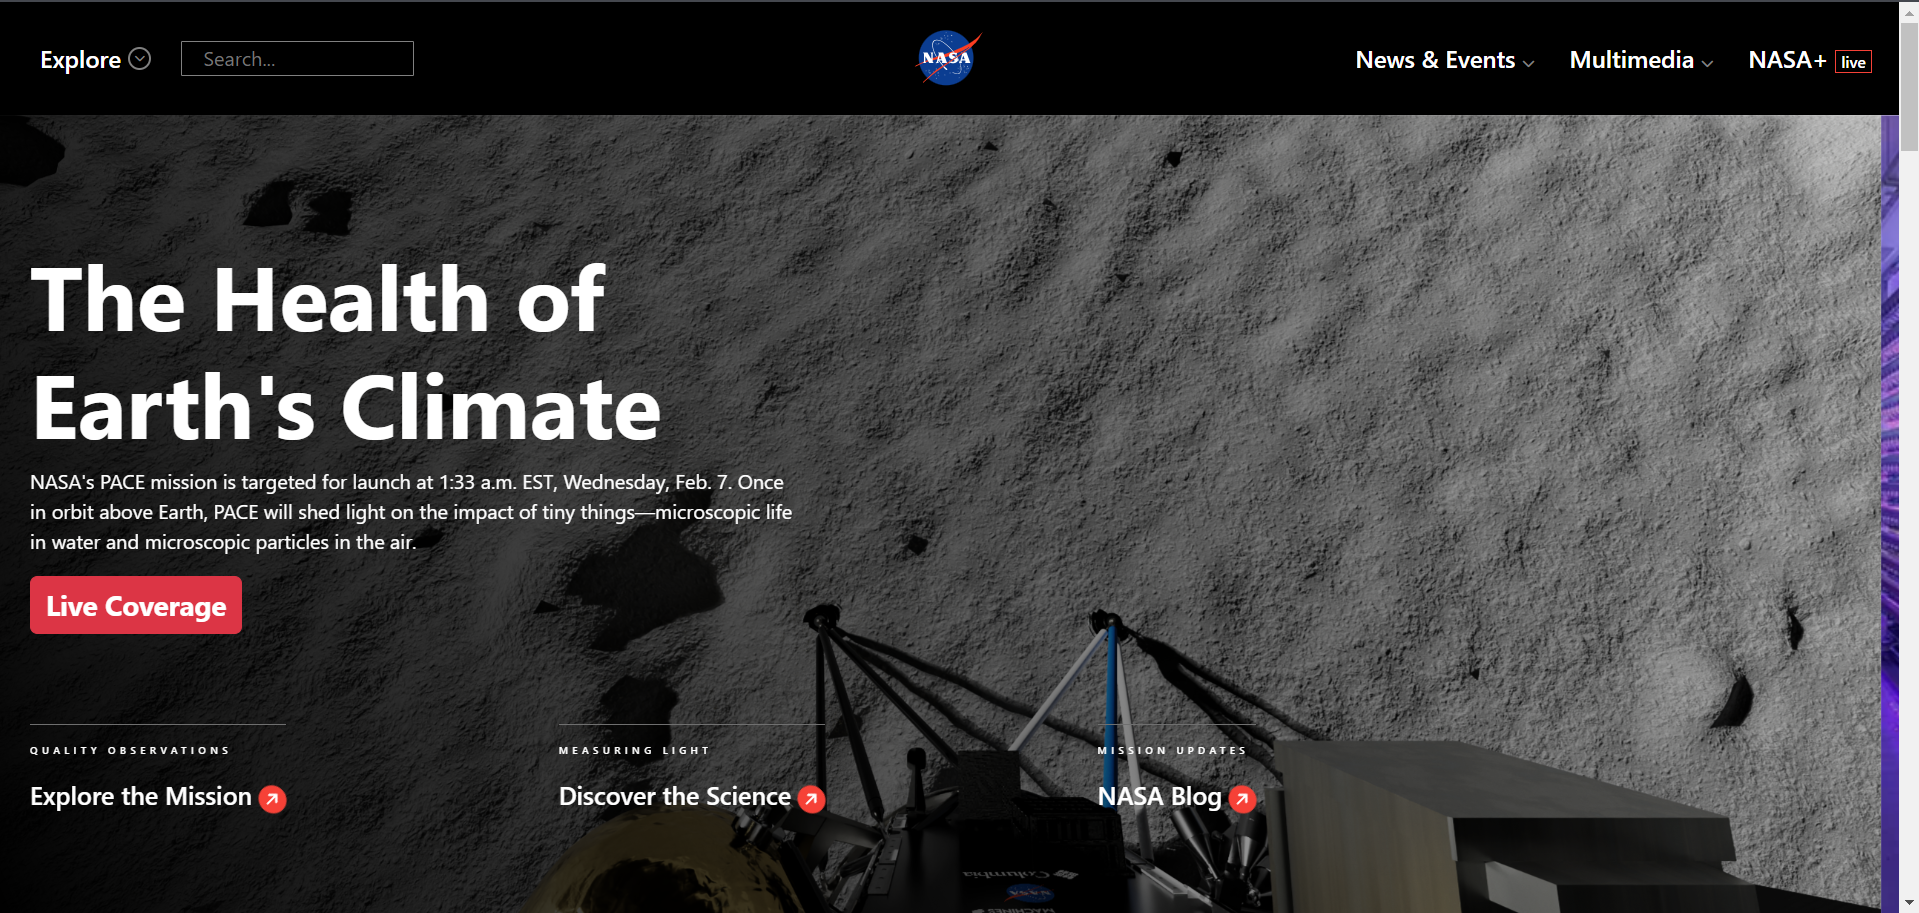 Explore
Search...
NASA
News & Events
Multimedia
NASA+ live
The Health of
Earth's Climate
NASA's PACE mission is targeted for launch at 1:33 a.m. EST, Wednesday, Feb. 7. Once
in orbit above Earth, PACE will shed light on the impact of tiny things—microscopic life
in water and microscopic particles in the air.
Live Coverage
QUALITY OBSERVATIONS
Explore the Mission
MEASURING LIGHT
Discover the Science
MISSION UPDATES
NASA Blog
Columbia
NASA
MACHINES